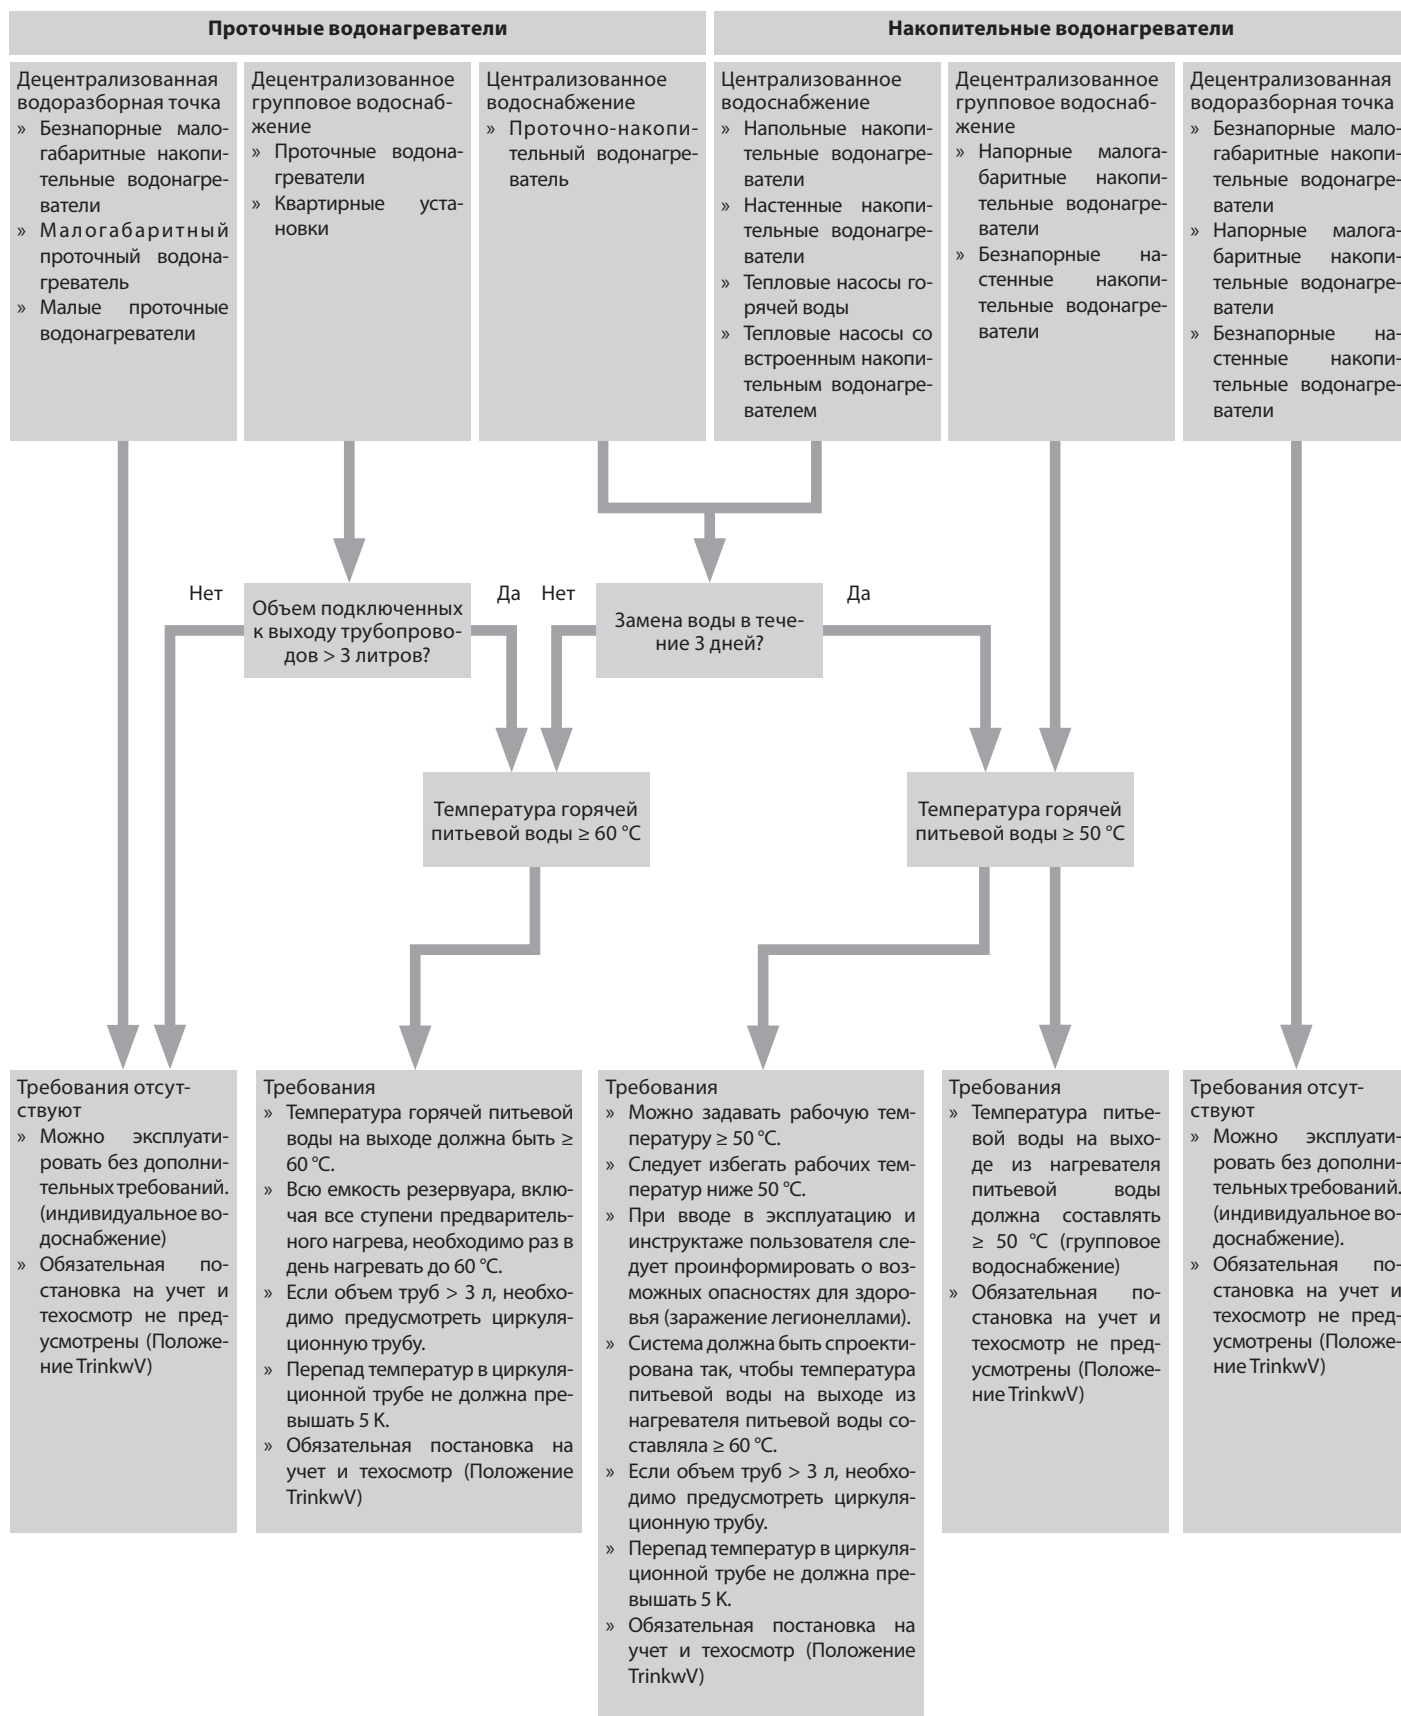 Проточные водонагреватели
Накопительные водонагреватели
Децентрализованная
водоразборная точка
» Безнапорные мало-
габаритные накопи-
тельные водонагре-
ватели
» Малогабаритный
проточный водона-
греватель
» Малые проточные
водонагреватели
Децентрализованное
групповое водоснаб-
жение
» Проточные водона-
греватели
» Квартирные уста-
новки
Централизованное
водоснабжение
» Проточно-накопи-
тельный водонагре-
ватель
Централизованное
водоснабжение
» Напольные накопи-
тельные водонагре-
ватели
» Настенные накопи-
тельные водонагре-
ватели
» Тепловые насосы го-
рячей воды
» Тепловые насосы со
встроенным накопи-
тельным водонагре-
вателем
Децентрализованное
групповое водоснаб-
жение
» Напорные малога-
баритные накопи-
тельные водонагре-
ватели
» Безнапорные на-
стенные накопи-
тельные водонагре-
ватели
Децентрализованная
водоразборная точка
» Безнапорные мало-
габаритные накопи-
тельные водонагре-
ватели
» Напорные малога-
баритные накопи-
тельные водонагре-
ватели
» Безнапорные на-
стенные накопи-
тельные водонагре-
ватели
Нет
Объем подключенных
к выходу трубопрово-
дов > 3 литров?
Да
Нет
Замена воды в тече-
ние 3 дней?
Да
Температура горячей
питьевой воды ≥ 60 °C
Температура горячей
питьевой воды ≥ 50 °C
Требования отсут-
ствуют
» Можно эксплуати-
ровать без дополни-
тельных требований.
(индивидуальное во-
доснабжение)
» Обязательная по-
становка на учет и
техосмотр не пред-
усмотрены (Положе-
ние TrinkwV)
Требования
» Температура горячей питьевой
воды на выходе должна быть ≥
60 °C.
» Всю емкость резервуара, вклю-
чая все ступени предваритель-
ного нагрева, необходимо раз в
день нагревать до 60 °C.
» Если объем труб > 3 л, необхо-
димо предусмотреть циркуля-
ционную трубу.
» Перепад температур в циркуля-
ционной трубе не должна пре-
вышать 5 K.
» Обязательная постановка на
учет и техосмотр (Положение
TrinkwV)
Требования
» Можно задавать рабочую тем-
пературу ≥ 50 °C.
» Следует избегать рабочих тем-
ператур ниже 50 °C.
» При вводе в эксплуатацию и
инструктаже пользователя сле-
дует проинформировать о воз-
можных опасностях для здоро-
вья (заражение легионеллами).
» Система должна быть спроекти-
рована так, чтобы температура
питьевой воды на выходе из
нагревателя питьевой воды со-
ставляла ≥ 60 °C.
» Если объем труб > 3 л, необхо-
димо предусмотреть циркуля-
ционную трубу.
» Перепад температур в циркуля-
ционной трубе не должна пре-
вышать 5 K.
» Обязательная постановка на
учет и техосмотр (Положение
TrinkwV)
Требования
» Температура питье-
вой воды на выхо-
де из нагревателя
питьевой воды
должна составлять
≥ 50 °C (групповое
водоснабжение)
» Обязательная по-
становка на учет и
техосмотр не пред-
усмотрены (Положе-
ние TrinkwV)
Требования отсут-
ствуют
» Можно эксплуати-
ровать без дополни-
тельных требований.
(индивидуальное во-
доснабжение).
» Обязательная по-
становка на учет и
техосмотр не пред-
усмотрены (Положе-
ние TrinkwV)